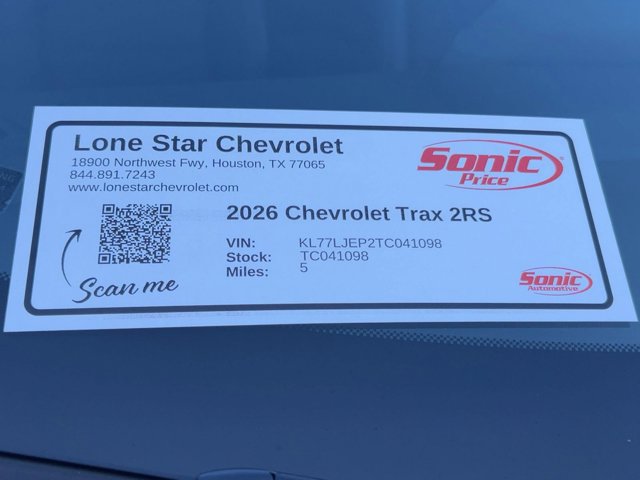 Lone Star Chevrolet
18900 Northwest Fwy, Houston, TX 77065
844.891.7243
www.lonestarchevrolet.com
Sonic
Price
2026 Chevrolet Trax 2RS
VIN: KL77LJEP2TC041098
Stock: TC041098
Miles: 5
Scan me
Sonic
Automotive